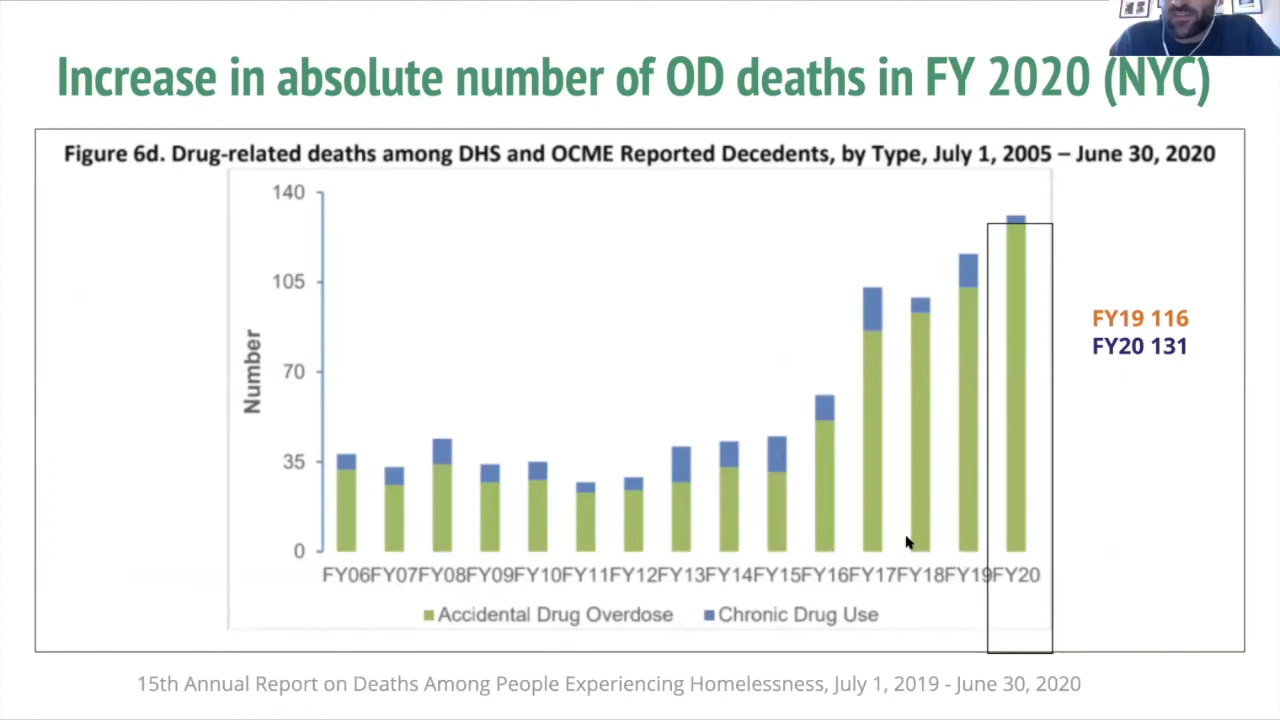 Increase in absolute number of OD deaths in FY 2020 (NYC)
Figure 6d. Drug-related deaths among DHS and OCME Reported Decedents, by Type, July 1, 2005 – June 30, 2020
140
105
70
35
0
Number
FY06 FY07 FY08 FY09 FY10 FY11 FY12 FY13 FY14 FY15 FY16 FY17 FY18 FY19 FY20
Accidental Drug Overdose Chronic Drug Use
FY19 116
FY20 131
15th Annual Report on Deaths Among People Experiencing Homelessness, July 1, 2019 - June 30, 2020